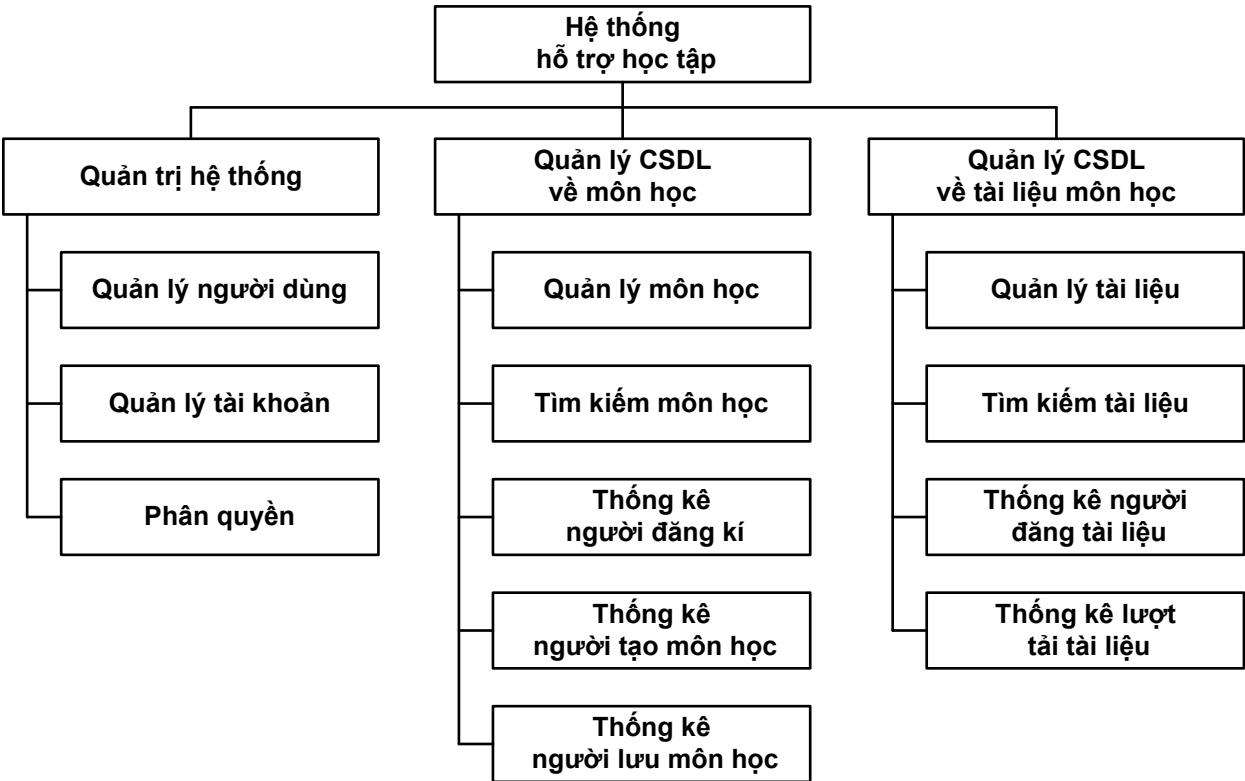 Hệ thống
hỗ trợ học tập
Quản trị hệ thống
Quản lý CSDL
về môn học
Quản lý CSDL
về tài liệu môn học
Quản lý người dùng
Quản lý môn học
Quản lý tài liệu
Quản lý tài khoản
Tìm kiếm môn học
Tìm kiếm tài liệu
Phân quyền
Thống kê
người đăng kí
Thống kê người
đăng tài liệu
Thống kê
người tạo môn học
Thống kê lượt
tải tài liệu
Thống kê
người lưu môn học